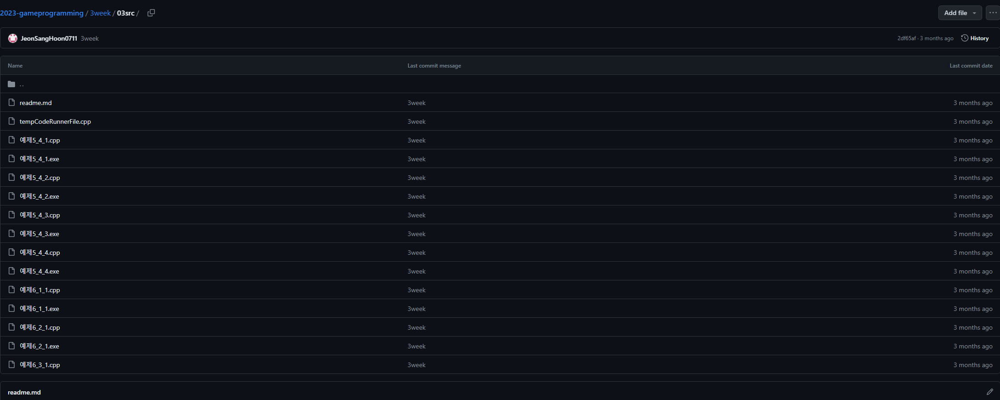 2023-gameprogramming / 3week / 03src /
Add file
JeonSangHoon0711 3week
2df65af · 3 months ago History
Name Last commit message Last commit date
..
readme.md 3week 3 months ago
tempCodeRunnerFile.cpp 3week 3 months ago
예제5_4_1.cpp 3week 3 months ago
예제5_4_1.exe 3week 3 months ago
예제5_4_2.cpp 3week 3 months ago
예제5_4_2.exe 3week 3 months ago
예제5_4_3.cpp 3week 3 months ago
예제5_4_3.exe 3week 3 months ago
예제5_4_4.cpp 3week 3 months ago
예제5_4_4.exe 3week 3 months ago
예제6_1_1.cpp 3week 3 months ago
예제6_1_1.exe 3week 3 months ago
예제6_2_1.cpp 3week 3 months ago
예제6_2_1.exe 3week 3 months ago
예제6_3_1.cpp 3week 3 months ago
readme.md